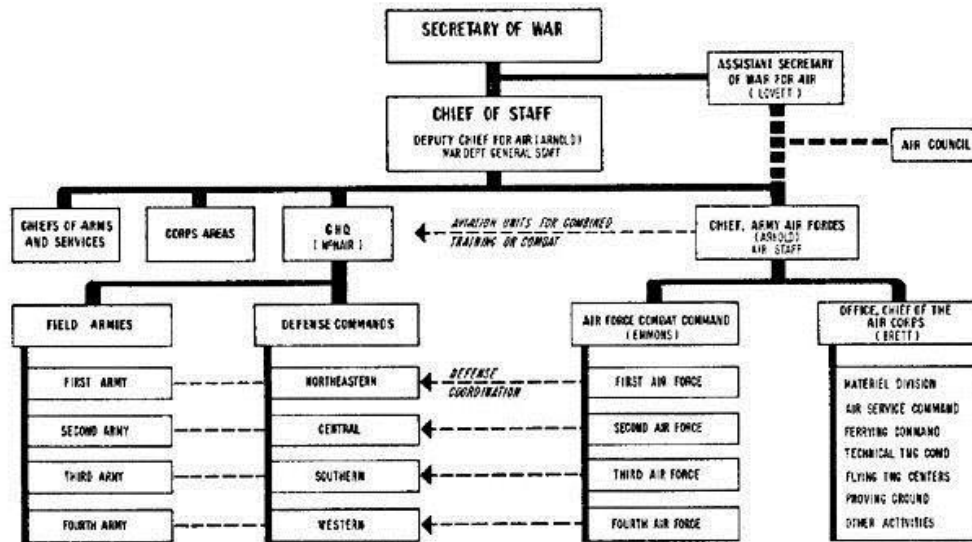 SECRETARY OF WAR
ASSISTANT SECRETARY
OF WAR FOR AIR
(LOVETT)
CHIEF OF STAFF
DEPUTY CHIEF FOR AIR (ARNOLD)
WAR DEPT GENERAL STAFF
AIR COUNCIL
CHIEFS OF ARMS
AND SERVICES
CORPS AREAS
GHQ
(McNAIR)
AVIATION UNITS FOR COMBINED
TRAINING OR COMBAT
CHIEF, ARMY AIR FORCES
(ARNOLD)
AIR STAFF
FIELD ARMIES
DEFENSE COMMANDS
AIR FORCE COMBAT COMMAND
(EMMONS)
OFFICE, CHIEF OF THE
AIR CORPS
(BRETT)
FIRST ARMY
NORTHEASTERN
DEFENSE
COORDINATION
FIRST AIR FORCE
SECOND ARMY
CENTRAL
SECOND AIR FORCE
THIRD ARMY
SOUTHERN
THIRD AIR FORCE
FOURTH ARMY
WESTERN
FOURTH AIR FORCE
MATERIEL DIVISION
AIR SERVICE COMMAND
FERRYING COMMAND
TECHNICAL TNG COMD
FLYING TNG CENTERS
PROVING GROUND
OTHER ACTIVITIES